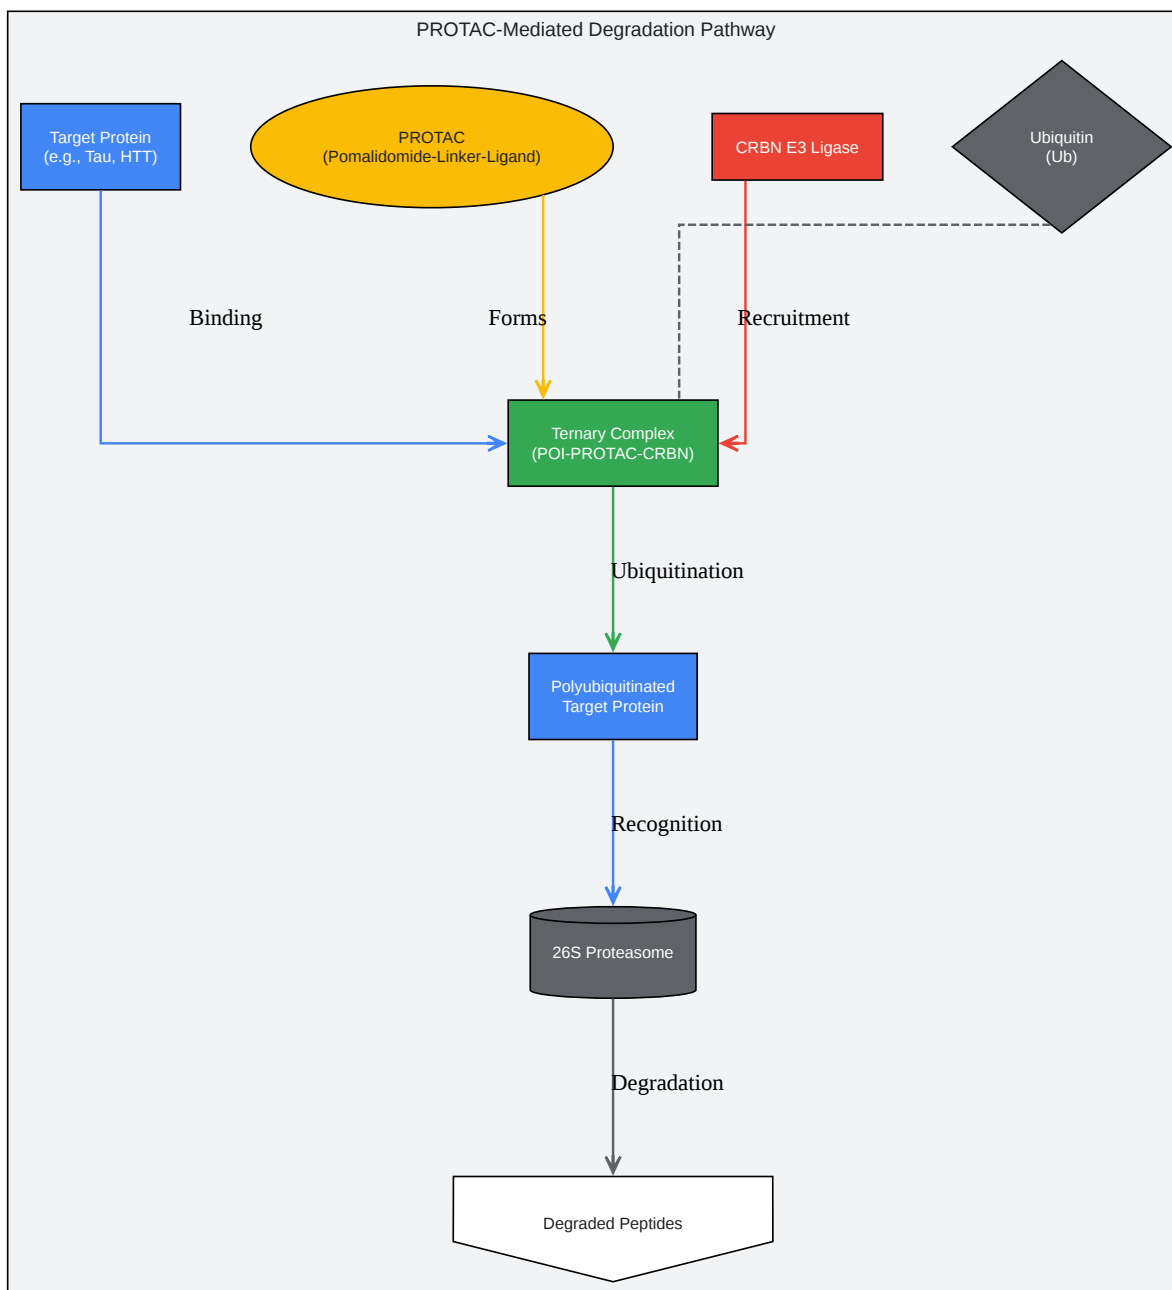 PROTAC-Mediated Degradation Pathway
Target Protein
(e.g., Tau, HTT)
PROTAC
(Pomalidomide-Linker-Ligand)
CRBN E3 Ligase
Ubiquitin
(Ub)
Binding
Forms
Recruitment
Ternary Complex
(POI-PROTAC-CRBN)
Ubiquitination
Polyubiquitinated
Target Protein
Recognition
26S Proteasome
Degradation
Degraded Peptides